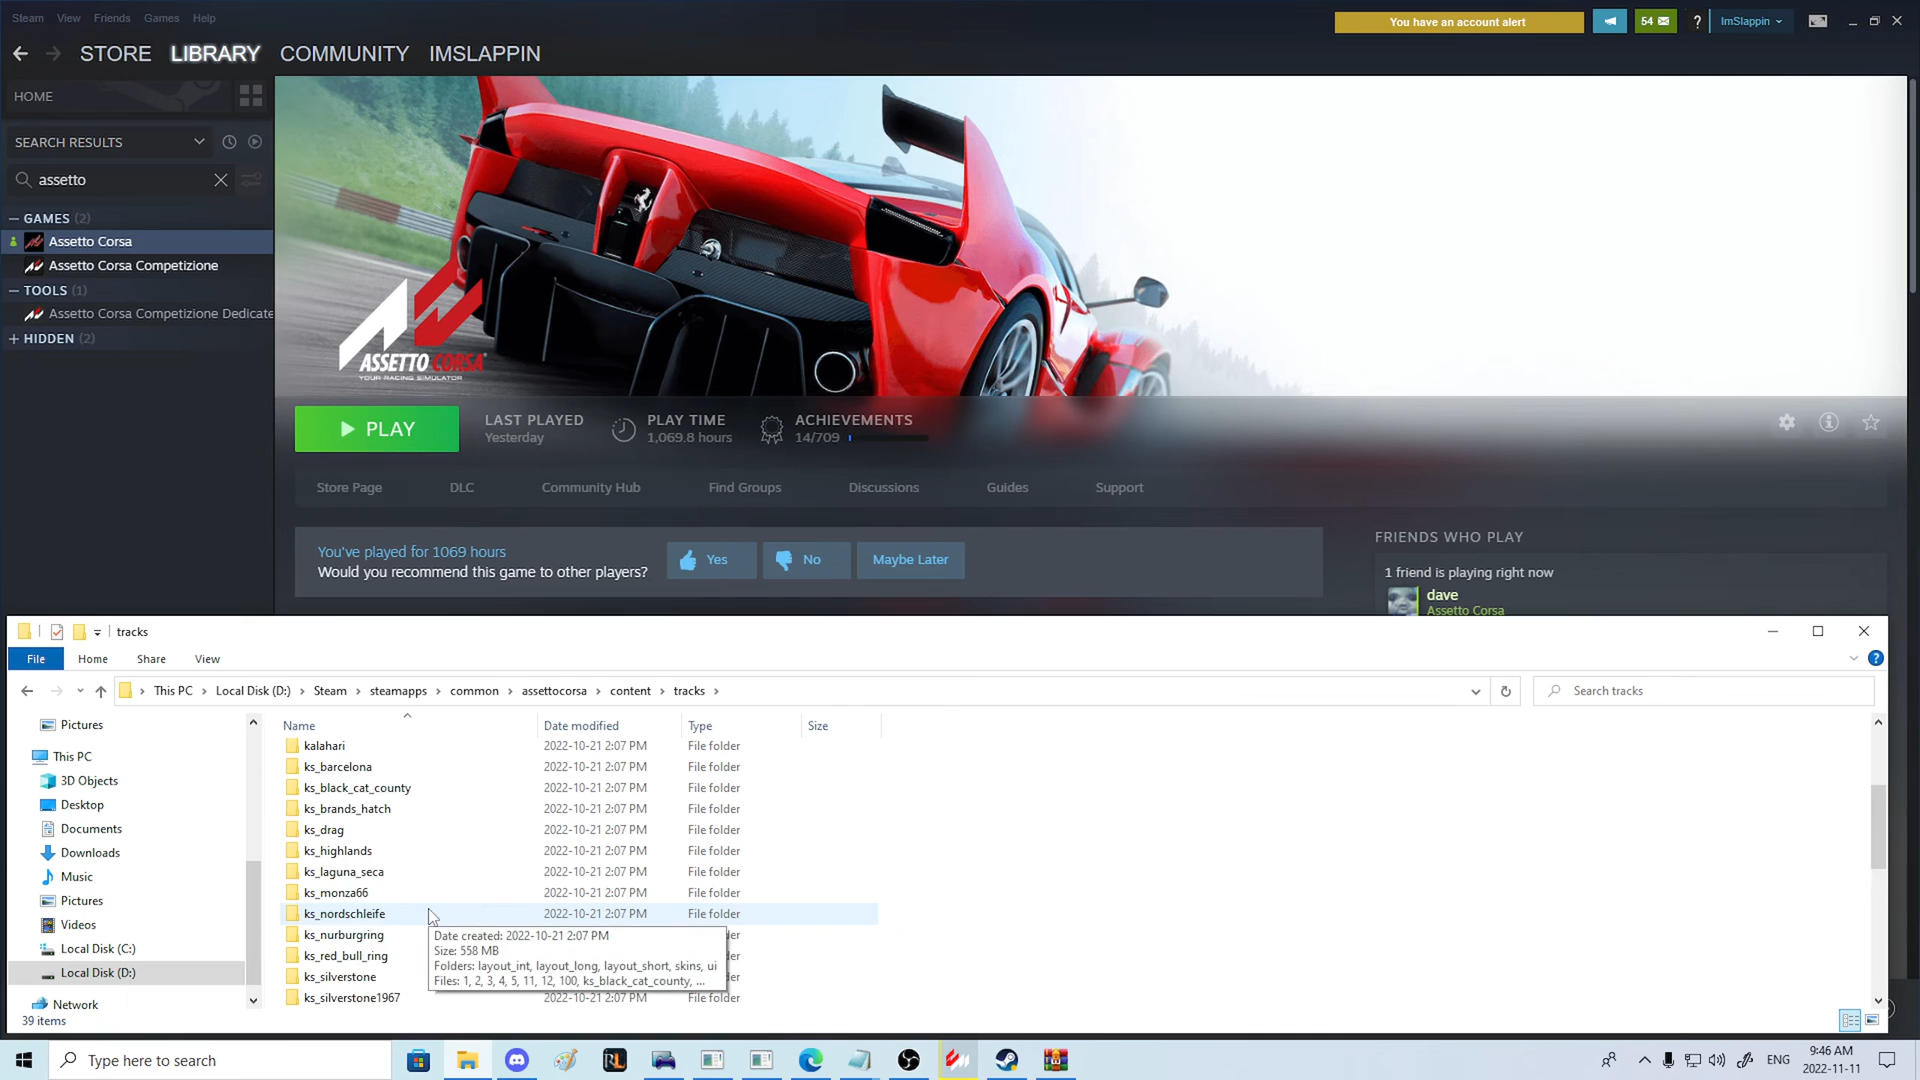 Steam View Friends Games Help
You have an account alert
54
?
ImSlappin
STORE LIBRARY COMMUNITY IMSLAPPIN
HOME
SEARCH RESULTS
assetto
GAMES (2)
Assetto Corsa
Assetto Corsa Competizione
TOOLS (1)
Assetto Corsa Competizione Dedicate
HIDDEN (2)
ASSETTO CORSA
YOUR RACING SIMULATOR
PLAY
LAST PLAYED
Yesterday
PLAY TIME
1,069.8 hours
ACHIEVEMENTS
14/709
Store Page DLC Community Hub Find Groups Discussions Guides Support
You've played for 1069 hours
Would you recommend this game to other players?
Yes
No
Maybe Later
FRIENDS WHO PLAY
1 friend is playing right now
dave
Assetto Corsa
tracks
File Home Share View
This PC > Local Disk (D:) > Steam > steamapps > common > assettocorsa > content > tracks >
Search tracks
Pictures
This PC
3D Objects
Desktop
Documents
Downloads
Music
Pictures
Videos
Local Disk (C:)
Local Disk (D:)
Network
39 items
Name Date modified Type Size
kalahari 2022-10-21 2:07 PM File folder
ks_barcelona 2022-10-21 2:07 PM File folder
ks_black_cat_county 2022-10-21 2:07 PM File folder
ks_brands_hatch 2022-10-21 2:07 PM File folder
ks_drag 2022-10-21 2:07 PM File folder
ks_highlands 2022-10-21 2:07 PM File folder
ks_laguna_seca 2022-10-21 2:07 PM File folder
ks_monza66 2022-10-21 2:07 PM File folder
ks_nordschleife 2022-10-21 2:07 PM File folder
ks_nurburgring
ks_red_bull_ring
ks_silverstone
ks_silverstone1967 2022-10-21 2:07 PM File folder
Date created: 2022-10-21 2:07 PM
Size: 558 MB
Folders: layout_int, layout_long, layout_short, skins, ui
Files: 1, 2, 3, 4, 5, 11, 12, 100, ks_black_cat_county, ...
Type here to search
RL
ENG
9:46 AM
2022-11-11